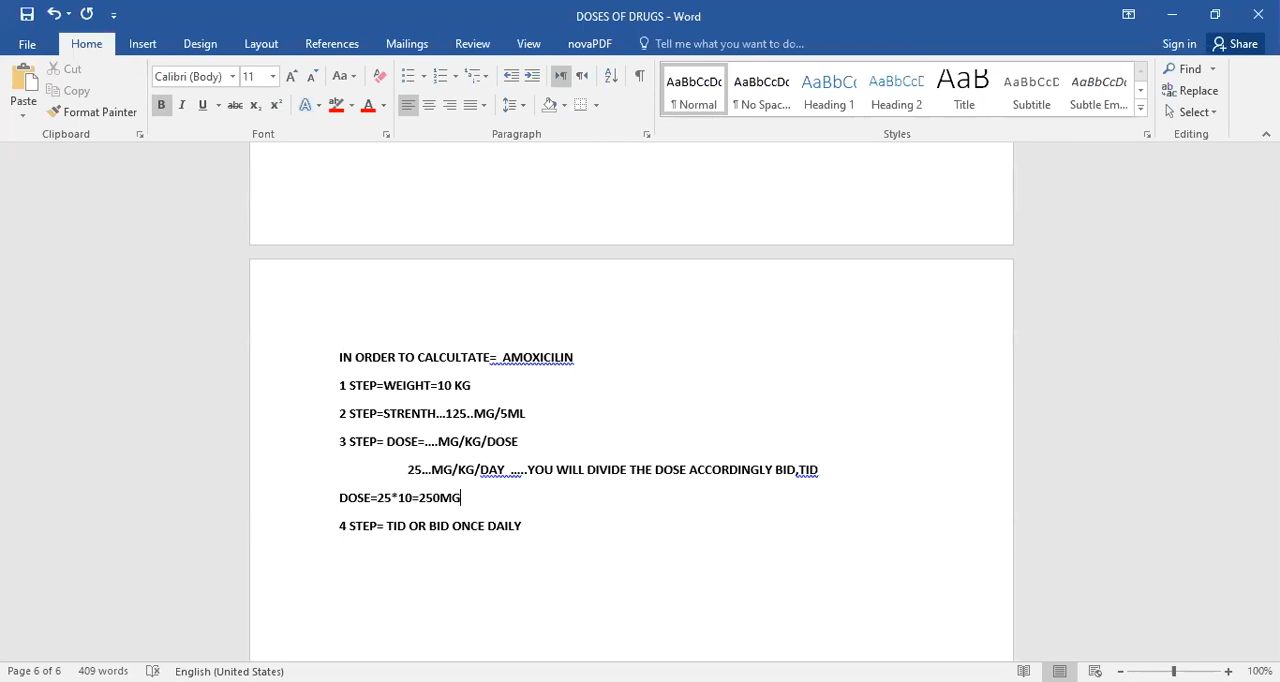 DOSES OF DRUGS - Word
File Home Insert Design Layout References Mailings Review View novaPDF Tell me what you want to do... Sign in Share
Paste
Cut
Copy
Format Painter
Clipboard
Calibri (Body) 11
Font
Paragraph
AaBbCcDc ¶ Normal
AaBbCcDc ¶ No Spac...
AaBbC Heading 1
AaBbCcC Heading 2
AaB Title
AaBbCcD Subtitle
AaBbCcDc Subtle Em...
Styles
Find
Replace
Select
Editing
IN ORDER TO CALCULTATE= AMOXICILIN
1 STEP=WEIGHT=10 KG
2 STEP=STRENTH...125..MG/5ML
3 STEP= DOSE=....MG/KG/DOSE
25...MG/KG/DAY .....YOU WILL DIVIDE THE DOSE ACCORDINGLY BID,TID
DOSE=25*10=250MG
4 STEP= TID OR BID ONCE DAILY
Page 6 of 6 409 words English (United States) 100%